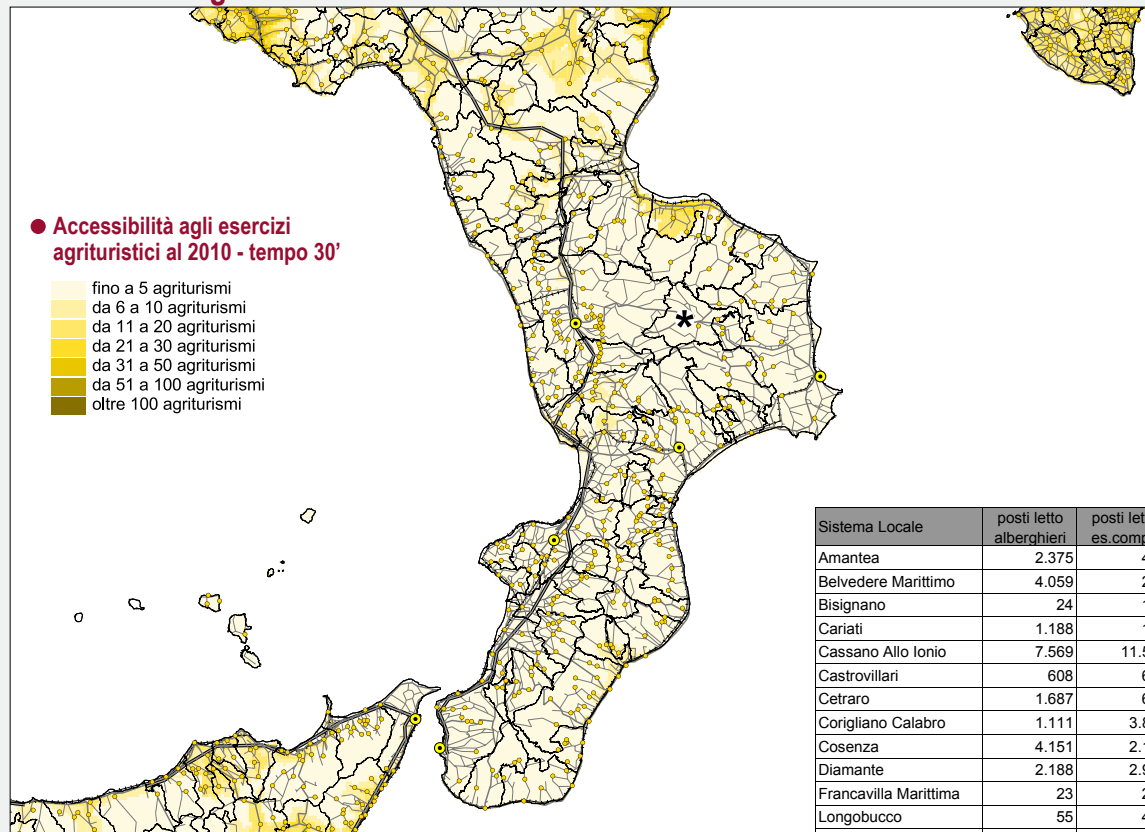 ● Accessibilità agli esercizi
agrituristici al 2010 - tempo 30'
fino a 5 agriturismi
da 6 a 10 agriturismi
da 11 a 20 agriturismi
da 21 a 30 agriturismi
da 31 a 50 agriturismi
da 51 a 100 agriturismi
oltre 100 agriturismi
*
Sistema Locale posti letto alberghieri posti es.comp
Amantea 2.375
Belvedere Marittimo 4.059
Bisignano 24
Cariati 1.188
Cassano Allo Ionio 7.569
Castrovillari 608
Cetraro 1.687
Corigliano Calabro 1.111
Cosenza 4.151
Diamante 2.188
Francavilla Marittima 23
Longobucco 55